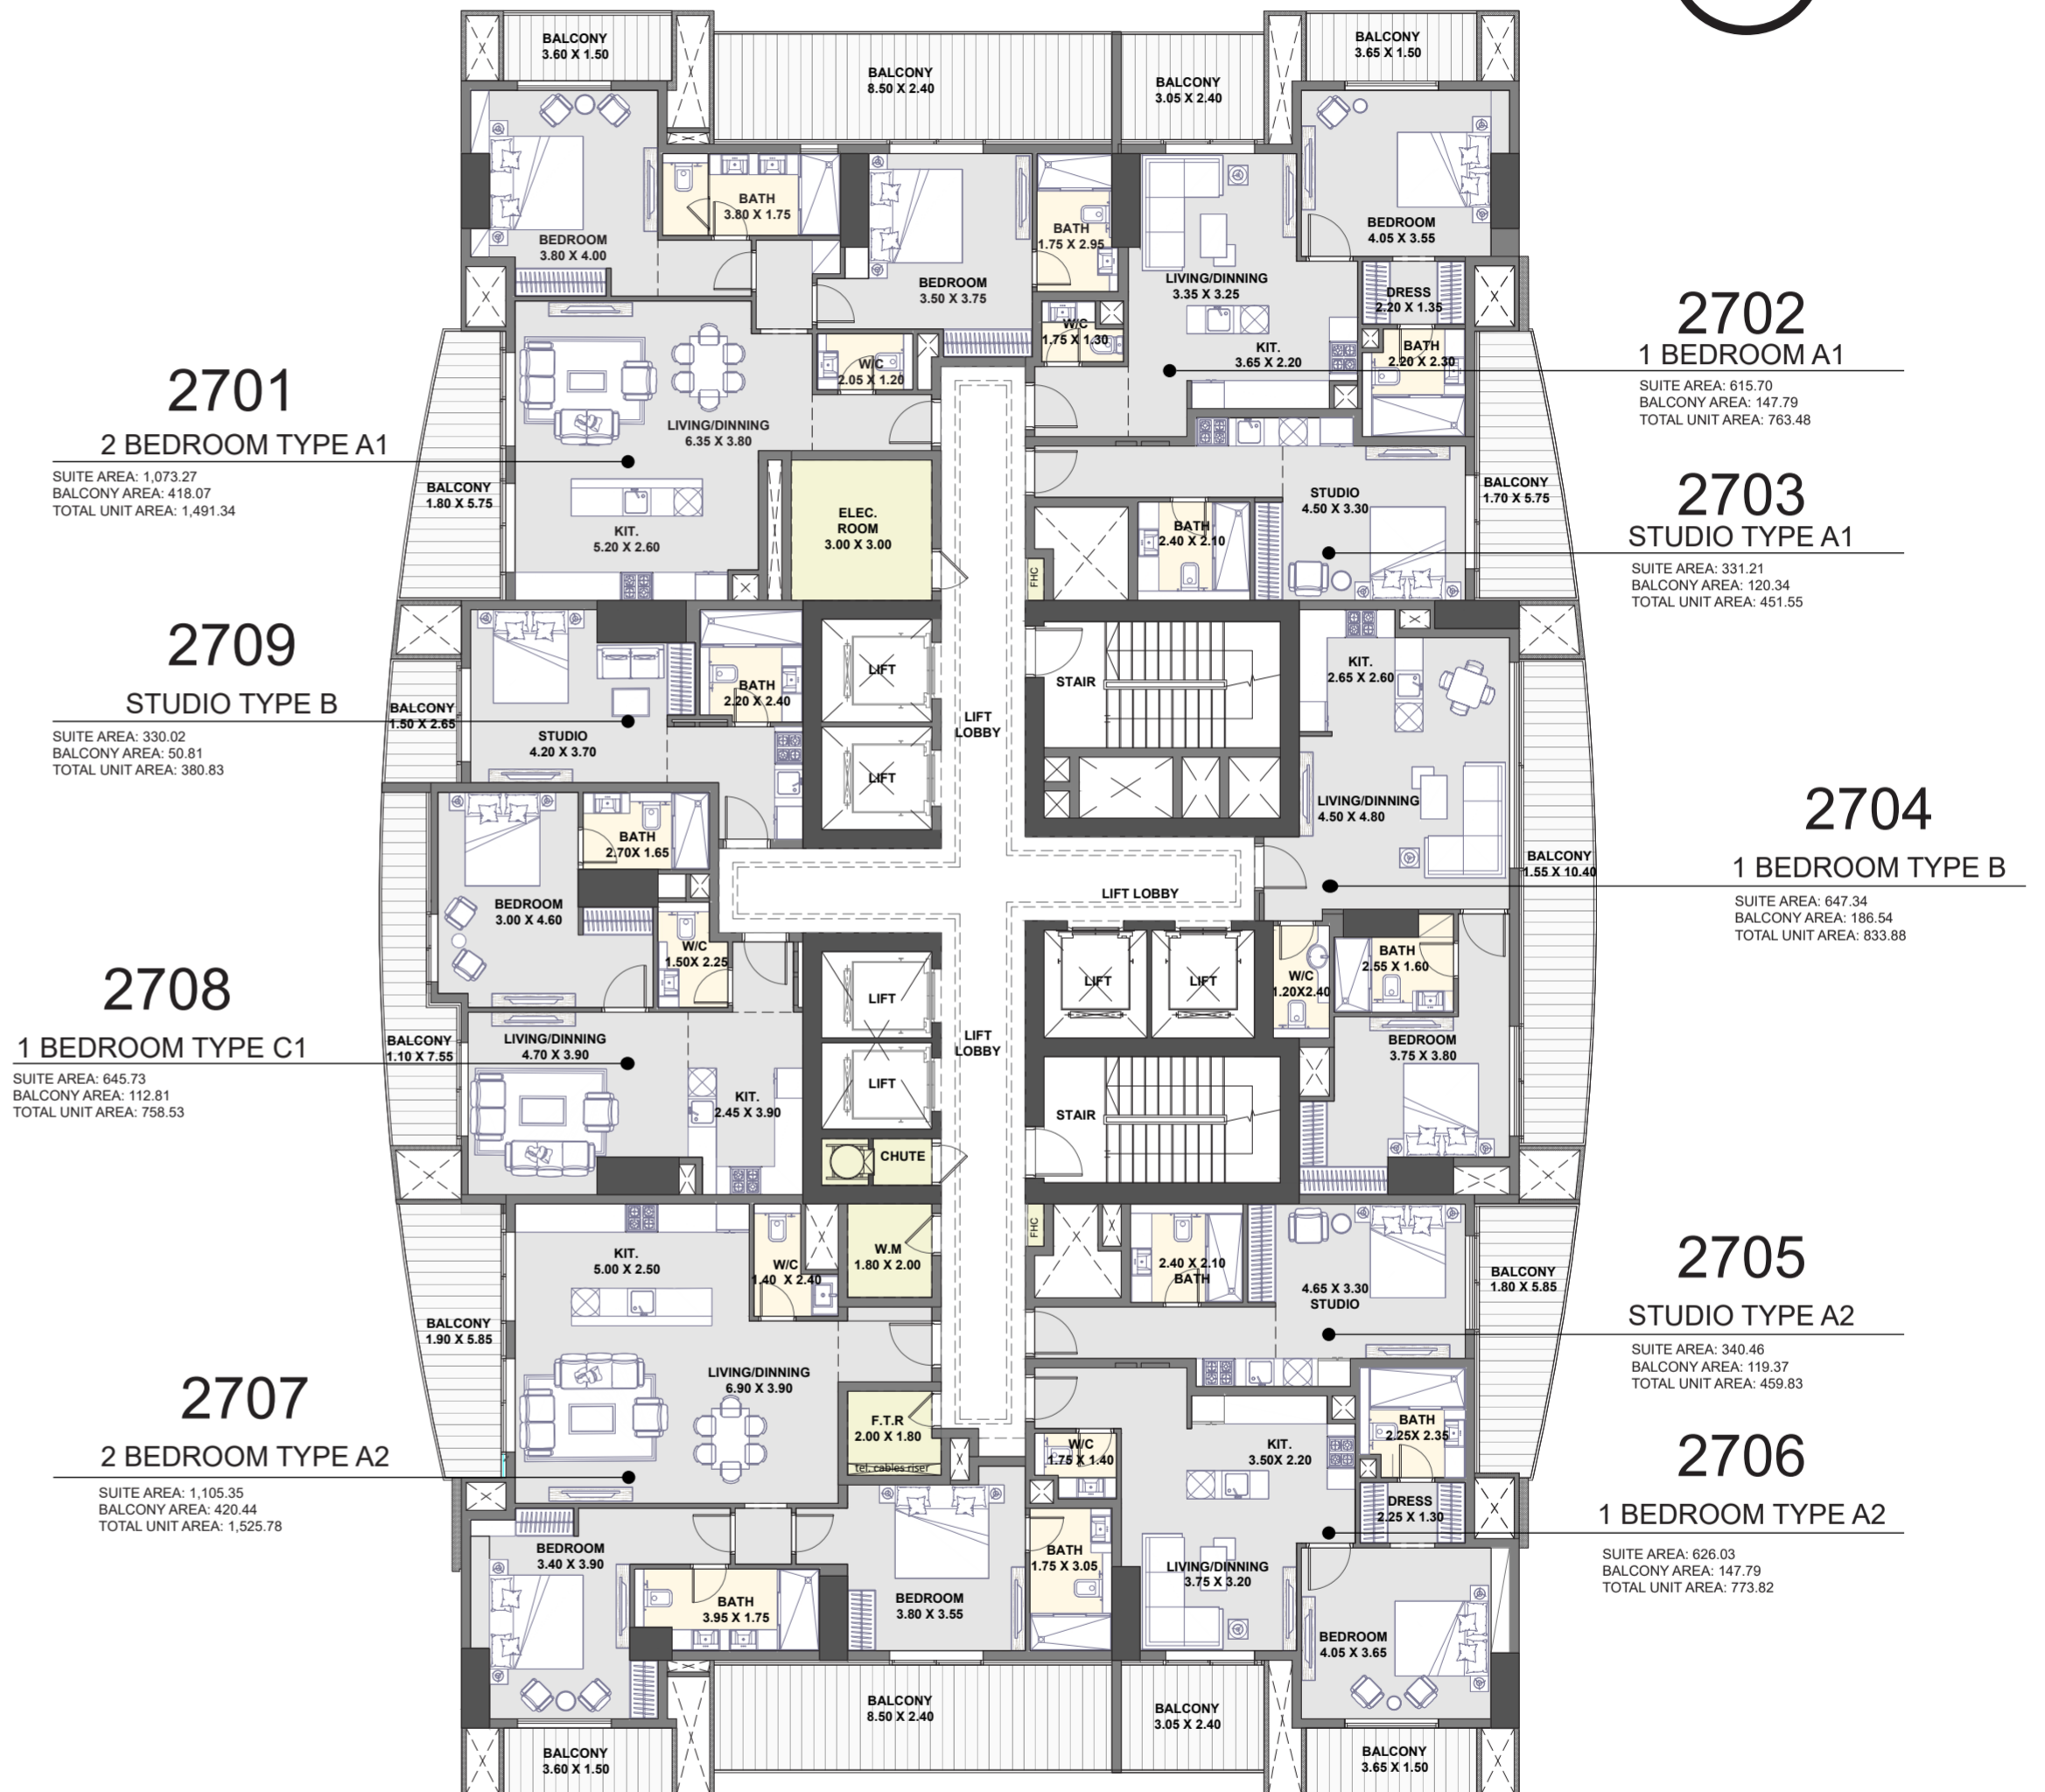 BALCONY
3.60 X 1.50
BALCONY
8.50 X 2.40
BALCONY
3.05 X 2.40
BALCONY
3.65 X 1.50
BEDROOM
3.80 X 4.00
BATH
3.80 X 1.75
BEDROOM
3.50 X 3.75
BATH
1.75 X 2.95
LIVING/DINNING
3.35 X 3.25
BEDROOM
4.05 X 3.55
DRESS
2.20 X 1.35
W/C
1.75 X 1.30
KIT.
3.65 X 2.20
BATH
2.20 X 2.30
W/C
2.05 X 1.20
2702
1 BEDROOM A1
SUITE AREA: 615.70
BALCONY AREA: 147.79
TOTAL UNIT AREA: 763.48
2701
2 BEDROOM TYPE A1
SUITE AREA: 1,073.27
BALCONY AREA: 418.07
TOTAL UNIT AREA: 1,491.34
LIVING/DINNING
6.35 X 3.80
BALCONY
1.80 X 5.75
KIT.
5.20 X 2.60
ELEC.
ROOM
3.00 X 3.00
FHC
BATH
2.40 X 2.10
STUDIO
4.50 X 3.30
BALCONY
1.70 X 5.75
2703
STUDIO TYPE A1
SUITE AREA: 331.21
BALCONY AREA: 120.34
TOTAL UNIT AREA: 451.55
2709
STUDIO TYPE B
SUITE AREA: 330.02
BALCONY AREA: 50.81
TOTAL UNIT AREA: 380.83
BALCONY
1.50 X 2.65
STUDIO
4.20 X 3.70
BATH
2.20 X 2.40
LIFT
LIFT
LIFT
LOBBY
STAIR
KIT.
2.65 X 2.60
LIVING/DINNING
4.50 X 4.80
BALCONY
1.55 X 10.40
2704
1 BEDROOM TYPE B
SUITE AREA: 647.34
BALCONY AREA: 186.54
TOTAL UNIT AREA: 833.88
BATH
2.70X 1.65
BEDROOM
3.00 X 4.60
W/C
1.50X 2.25
LIFT LOBBY
LIFT
LIFT
W/C
1.20X2.40
BATH
2.55 X 1.60
BEDROOM
3.75 X 3.80
2708
1 BEDROOM TYPE C1
SUITE AREA: 645.73
BALCONY AREA: 112.81
TOTAL UNIT AREA: 758.53
BALCONY
1.10 X 7.55
LIVING/DINNING
4.70 X 3.90
KIT.
2.45 X 3.90
LIFT
LIFT
LIFT
LOBBY
STAIR
CHUTE
KIT.
5.00 X 2.50
W/C
1.40 X 2.40
W.M
1.80 X 2.00
FHC
2.40 X 2.10
BATH
4.65 X 3.30
STUDIO
BALCONY
1.80 X 5.85
2705
STUDIO TYPE A2
SUITE AREA: 340.46
BALCONY AREA: 119.37
TOTAL UNIT AREA: 459.83
BALCONY
1.90 X 5.85
LIVING/DINNING
6.90 X 3.90
F.T.R
2.00 X 1.80
tel. cables riser
2707
2 BEDROOM TYPE A2
SUITE AREA: 1,105.35
BALCONY AREA: 420.44
TOTAL UNIT AREA: 1,525.78
W/C
1.75 X 1.40
KIT.
3.50X 2.20
BATH
2.25X 2.35
DRESS
2.25 X 1.30
2706
1 BEDROOM TYPE A2
SUITE AREA: 626.03
BALCONY AREA: 147.79
TOTAL UNIT AREA: 773.82
BEDROOM
3.40 X 3.90
BATH
3.95 X 1.75
BEDROOM
3.80 X 3.55
BATH
1.75 X 3.05
LIVING/DINNING
3.75 X 3.20
BEDROOM
4.05 X 3.65
BALCONY
3.60 X 1.50
BALCONY
8.50 X 2.40
BALCONY
3.05 X 2.40
BALCONY
3.65 X 1.50